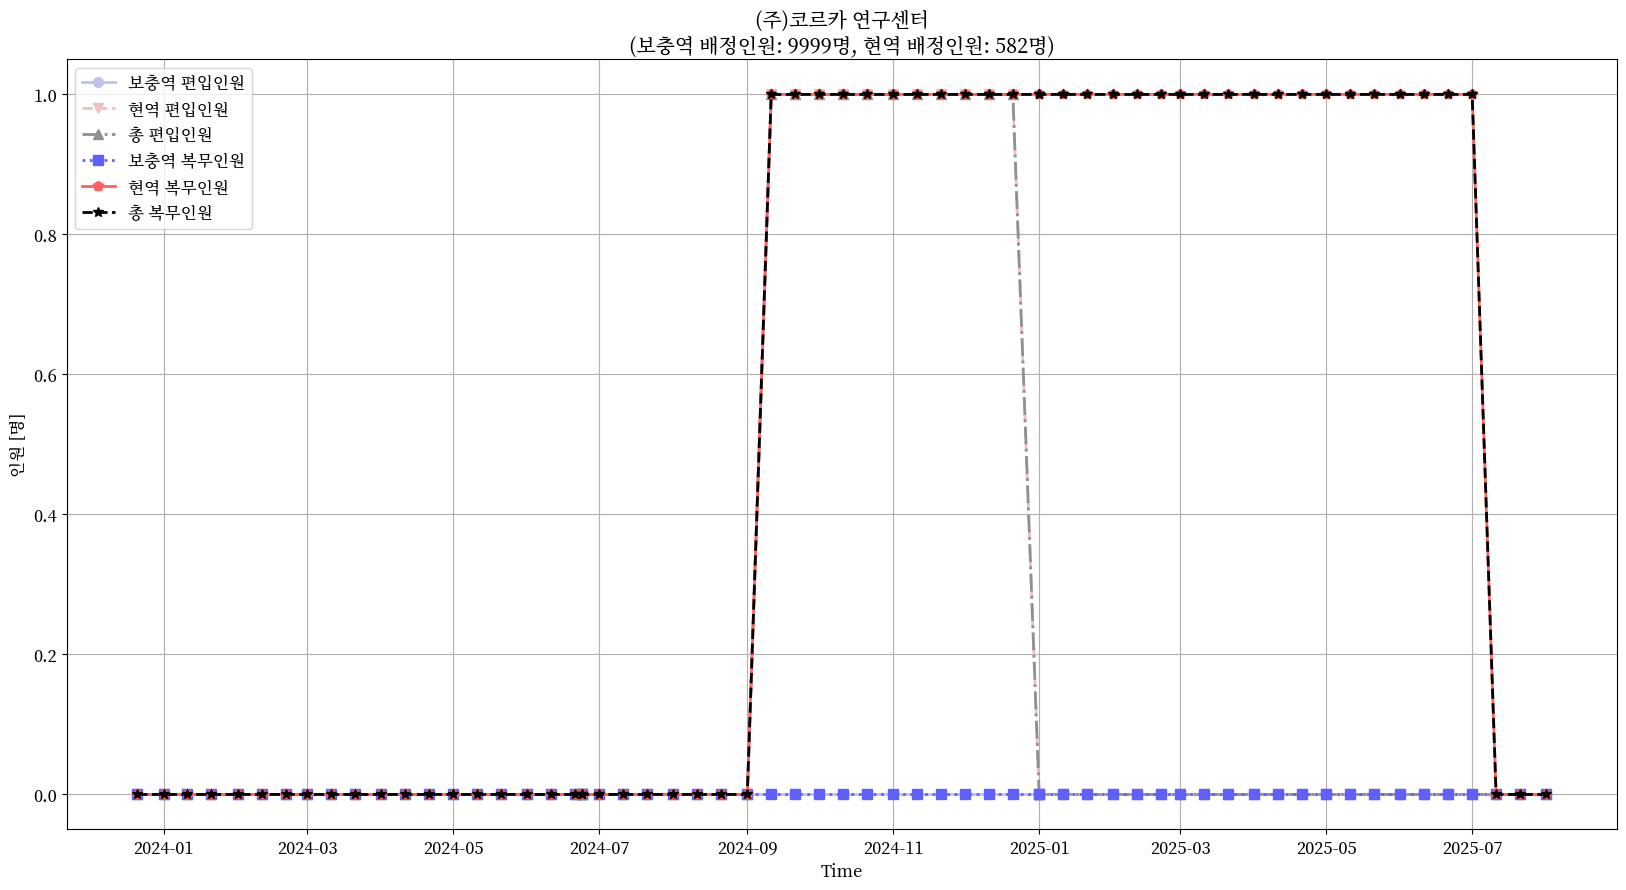 (주)코르카 연구센터
(보충역 배정인원: 9999명, 현역 배정인원: 582명)
보충역 편입인원
현역 편입인원
총 편입인원
보충역 복무인원
현역 복무인원
총 복무인원
인원 [명]
1.0
0.8
0.6
0.4
0.2
0.0
2024-01
2024-03
2024-05
2024-07
2024-09
2024-11
2025-01
2025-03
2025-05
2025-07
Time